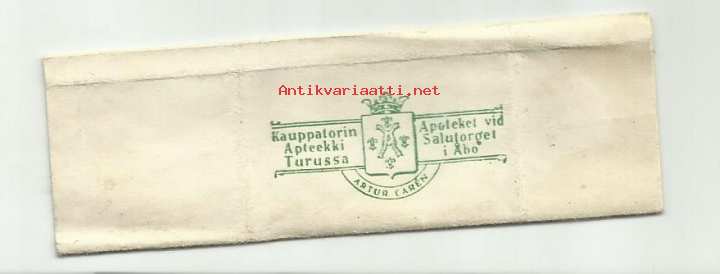 Antikvariaatti.net
Kauppatorin
Apteekki
Turussa
Apoteket vid
Salutorget
i Åbo
ARTUR CARÉN